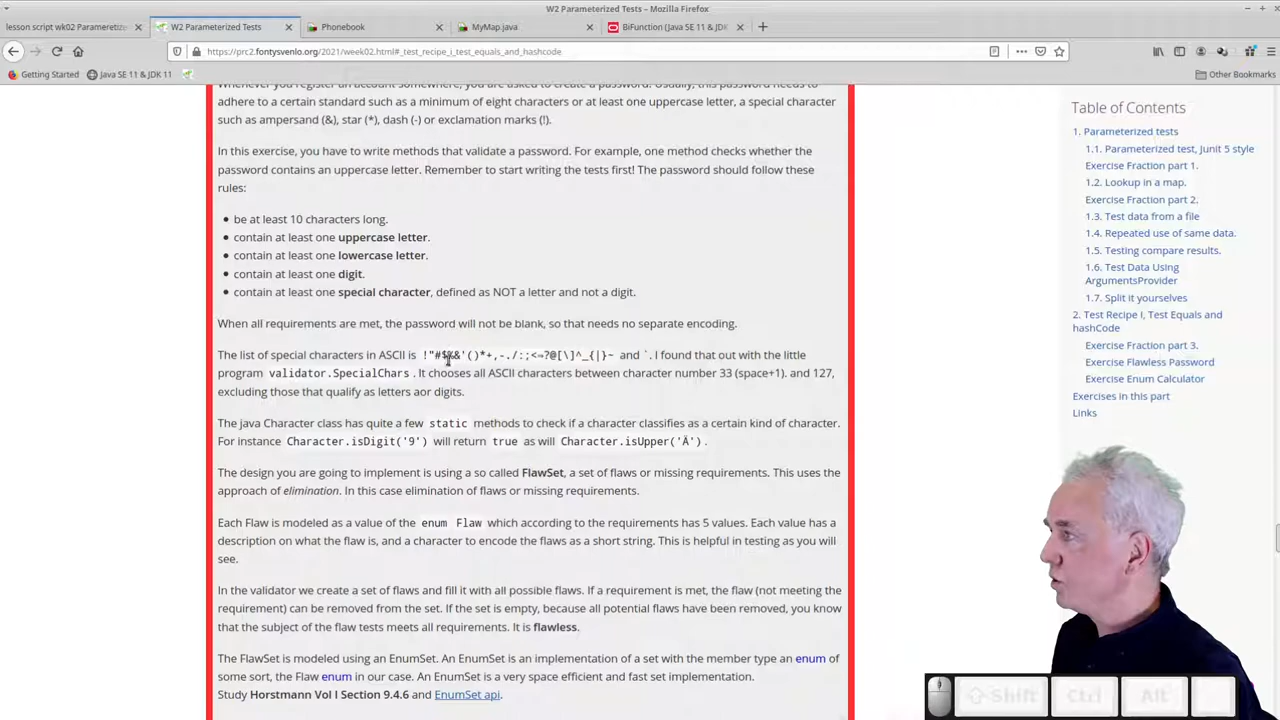 W2 Parameterized Tests - Mozilla Firefox
lesson script wk02 Parameretiz
W2 Parameterized Tests
Phonebook
MyMap.java
BiFunction (Java SE 11 & JDK
https://prc2.fontysvenlo.org/2021/week02.html#_test_recipe_i_test_equals_and_hashcode
Getting Started
Java SE 11 & JDK 11
Other Bookmarks
Whenever you register an account somewhere, you are asked to create a password. Usually, this password needs to
adhere to a certain standard such as a minimum of eight characters or at least one uppercase letter, a special character
such as ampersand (&), star (*), dash (-) or exclamation marks (!).
In this exercise, you have to write methods that validate a password. For example, one method checks whether the
password contains an uppercase letter. Remember to start writing the tests first! The password should follow these
rules:
• be at least 10 characters long.
• contain at least one uppercase letter.
• contain at least one lowercase letter.
• contain at least one digit.
• contain at least one special character, defined as NOT a letter and not a digit.
When all requirements are met, the password will not be blank, so that needs no separate encoding.
The list of special characters in ASCII is !"#$%&'()*+,-./:;<=>?@[\]^_{|}~ and `. I found that out with the little
program validator.SpecialChars. It chooses all ASCII characters between character number 33 (space+1). and 127,
excluding those that qualify as letters aor digits.
The java Character class has quite a few static methods to check if a character classifies as a certain kind of character.
For instance Character.isDigit('9') will return true as will Character.isUpper('Ä').
The design you are going to implement is using a so called FlawSet, a set of flaws or missing requirements. This uses the
approach of elimination. In this case elimination of flaws or missing requirements.
Each Flaw is modeled as a value of the enum Flaw which according to the requirements has 5 values. Each value has a
description on what the flaw is, and a character to encode the flaws as a short string. This is helpful in testing as you will
see.
In the validator we create a set of flaws and fill it with all possible flaws. If a requirement is met, the flaw (not meeting the
requirement) can be removed from the set. If the set is empty, because all potential flaws have been removed, you know
that the subject of the flaw tests meets all requirements. It is flawless.
The FlawSet is modeled using an EnumSet. An EnumSet is an implementation of a set with the member type an enum of
some sort, the Flaw enum in our case. An EnumSet is a very space efficient and fast set implementation.
Study Horstmann Vol I Section 9.4.6 and EnumSet api.
Table of Contents
1. Parameterized tests
1.1. Parameterized test, Junit 5 style
Exercise Fraction part 1.
1.2. Lookup in a map.
Exercise Fraction part 2.
1.3. Test data from a file
1.4. Repeated use of same data.
1.5. Testing compare results.
1.6. Test Data Using
ArgumentsProvider
1.7. Split it yourselves
2. Test Recipe I, Test Equals and
hashCode
Exercise Fraction part 3.
Exercise Flawless Password
Exercise Enum Calculator
Exercises in this part
Links
Shift
Ctrl
Alt